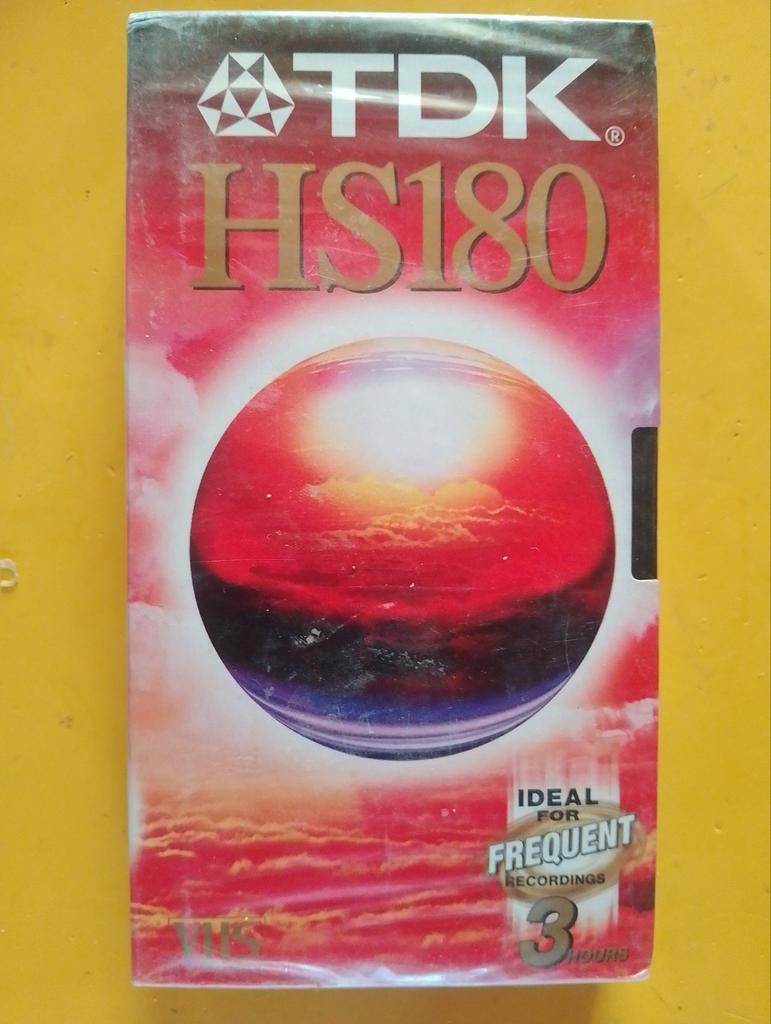 TDK®
HS180
IDEAL
FOR
FREQUENT
RECORDINGS
3 HOURS
VHS